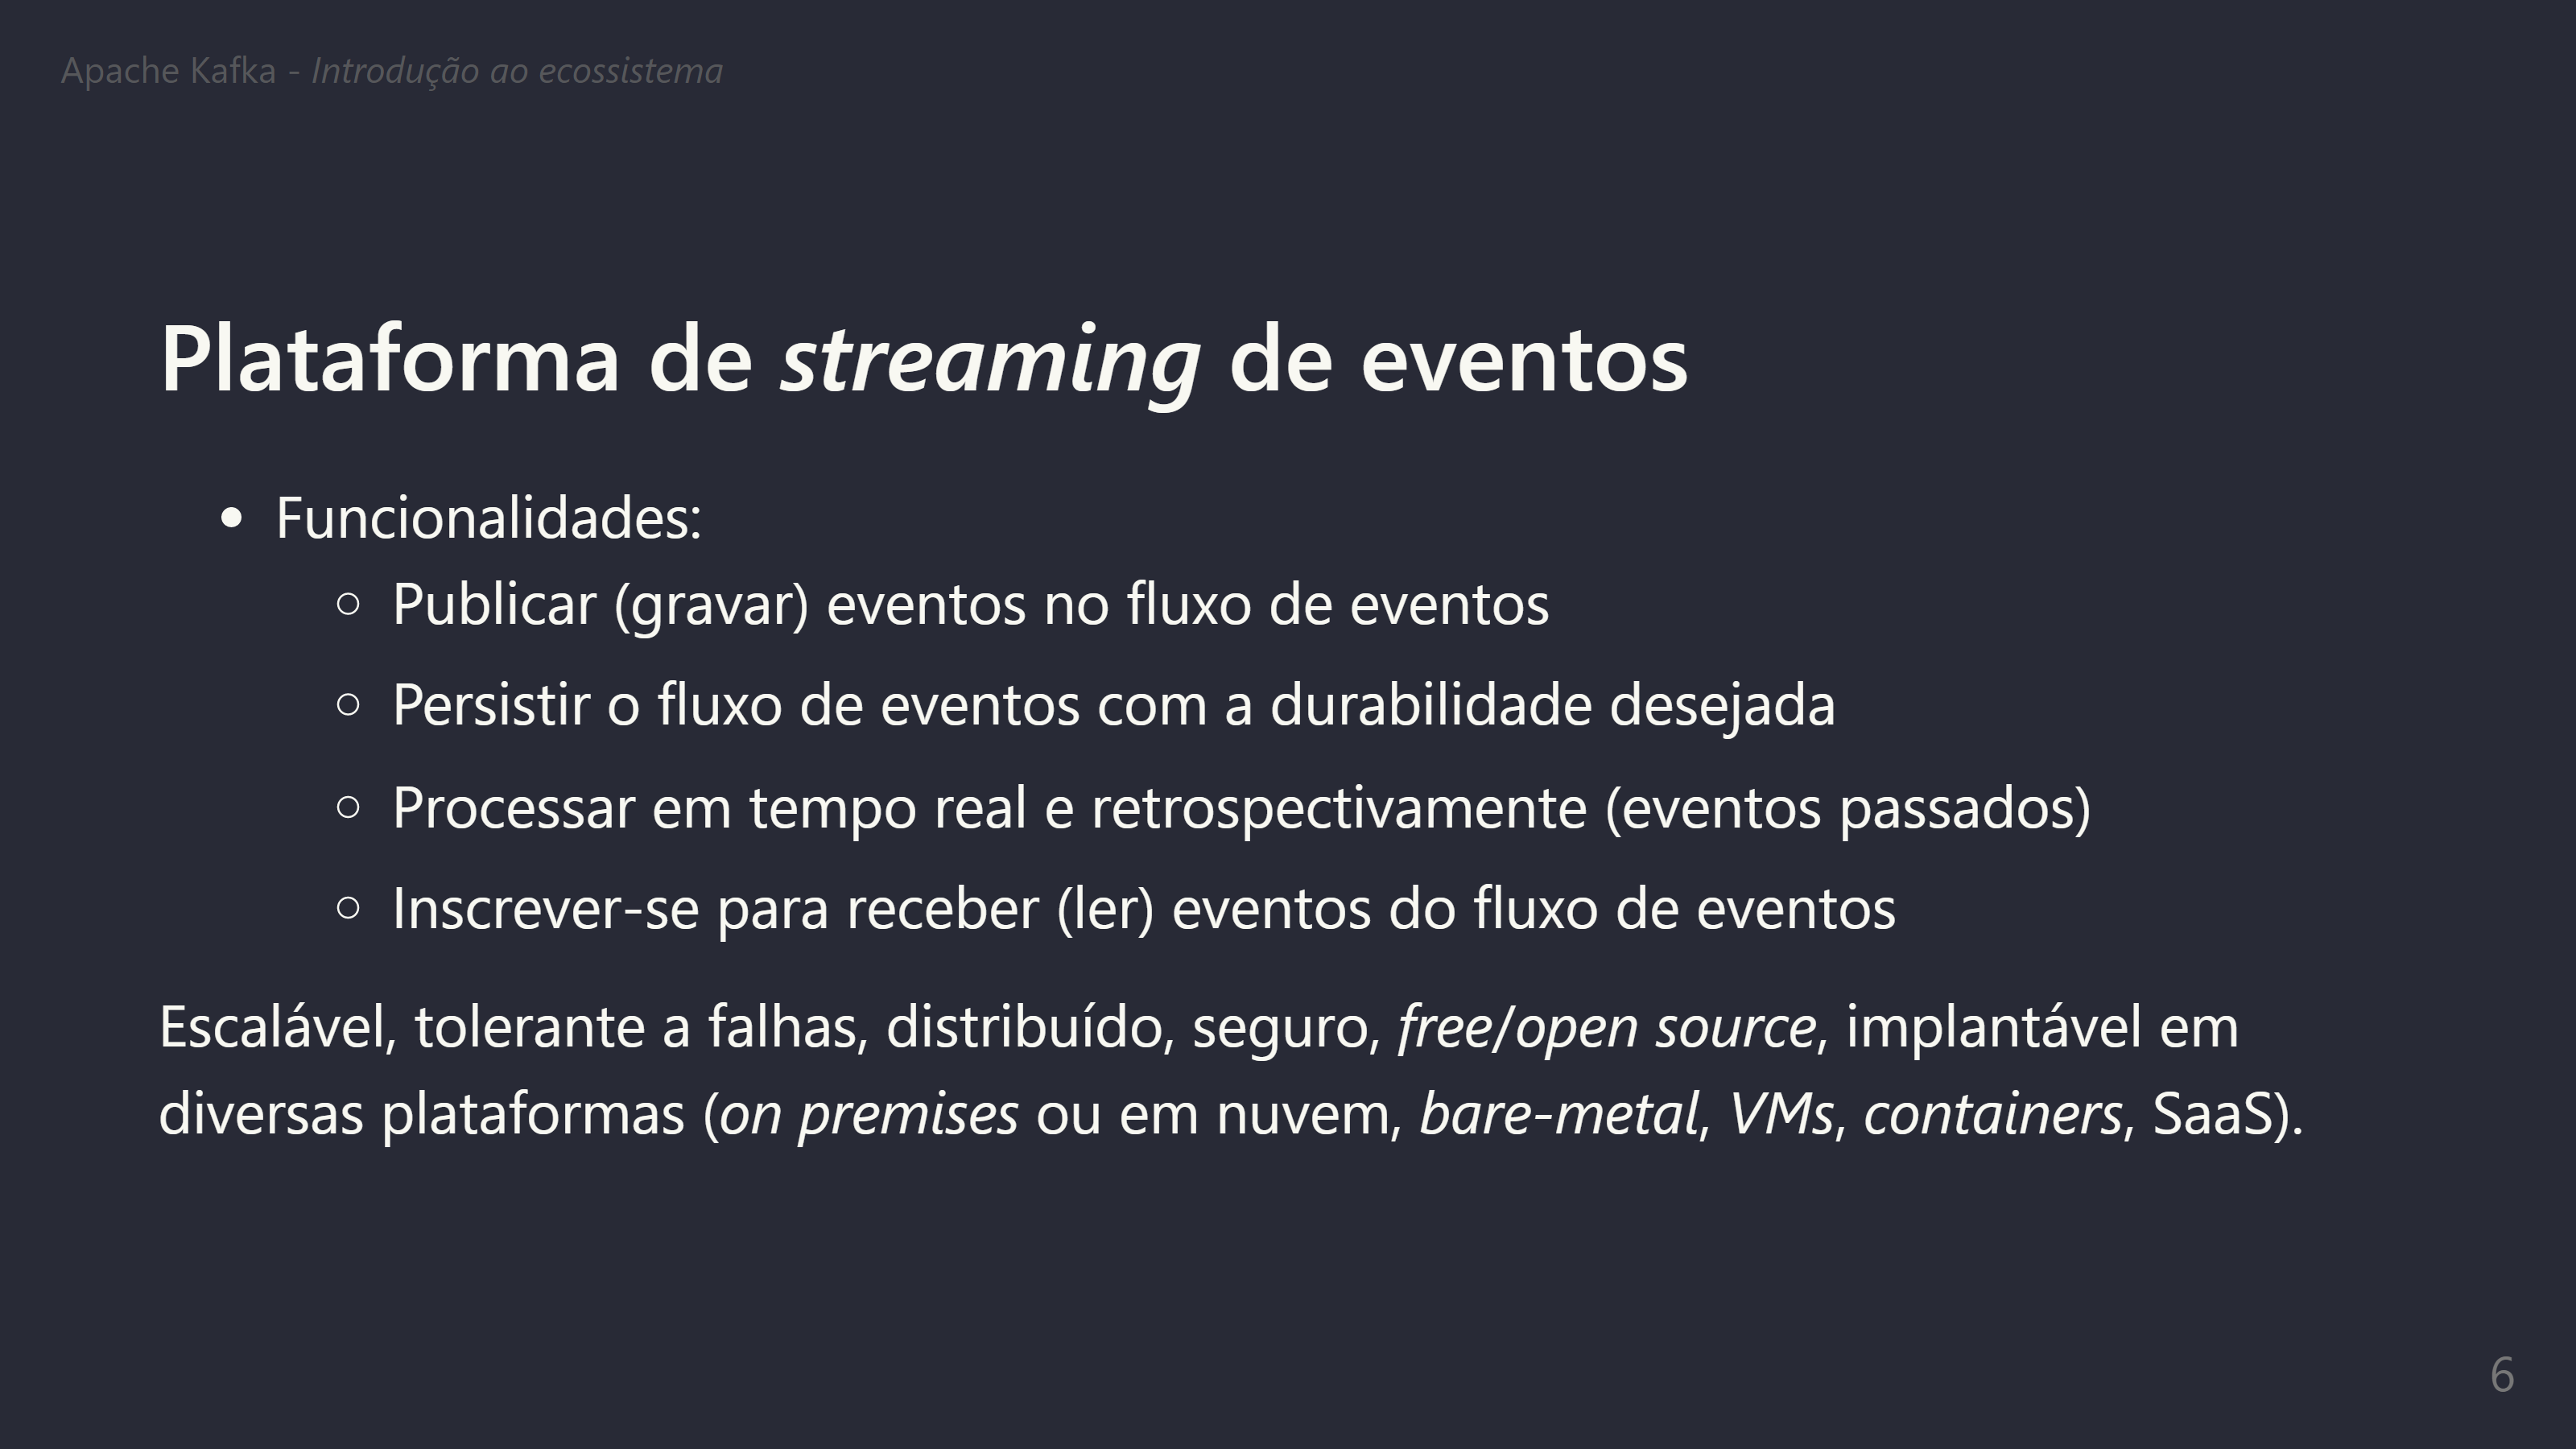 Apache Kafka - Introdução ao ecossistema
Plataforma de streaming de eventos
• Funcionalidades:
○ Publicar (gravar) eventos no fluxo de eventos
○ Persistir o fluxo de eventos com a durabilidade desejada
○ Processar em tempo real e retrospectivamente (eventos passados)
○ Inscrever-se para receber (ler) eventos do fluxo de eventos
Escalável, tolerante a falhas, distribuído, seguro, free/open source, implantável em
diversas plataformas (on premises ou em nuvem, bare-metal, VMs, containers, SaaS).
6